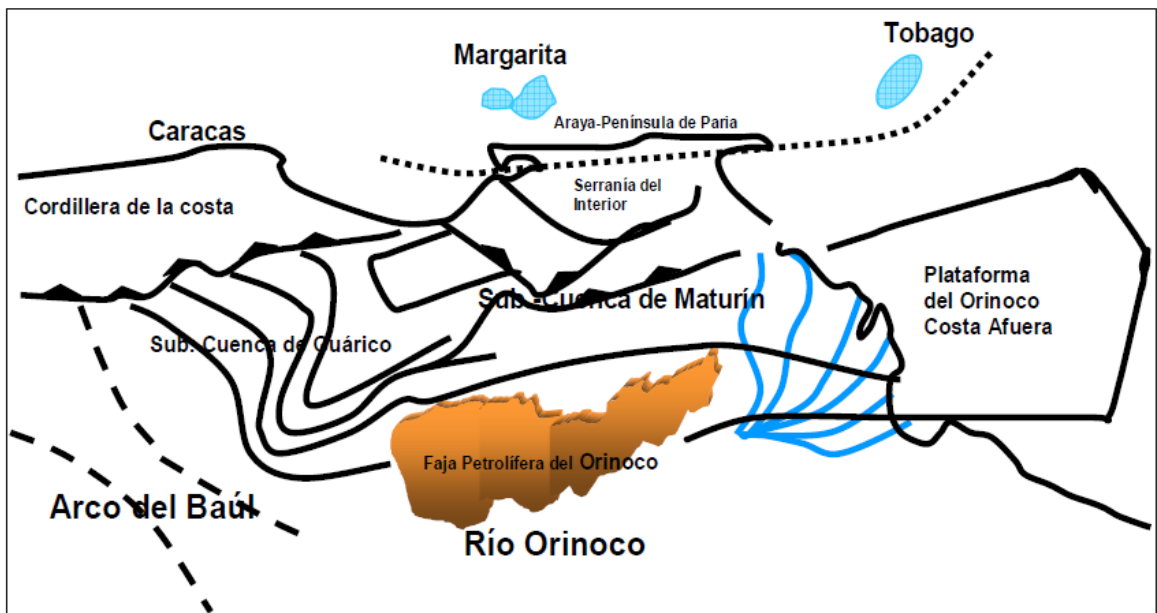 Tobago
Margarita
Araya-Península de Paria
Caracas
Serranía del
Interior
Cordillera de la costa
Plataforma
del Orinoco
Costa Afuera
Sub -Cuenca de Maturín
Sub. Cuenca de Guárico
Faja Petrolífera del Orinoco
Arco del Baúl
Río Orinoco